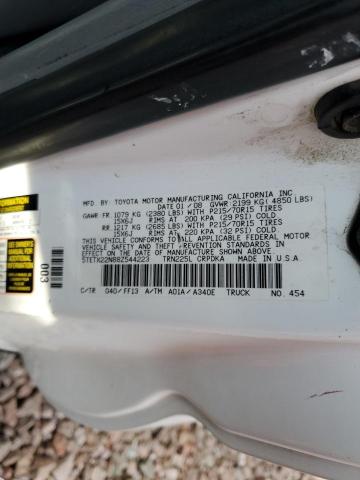 MFD. BY: TOYOTA MOTOR MANUFACTURING CALIFORNIA INC.
DATE 01/08 GVWR 2199 KG( 4850 LBS)
GAWR FR 1079 KG (2380 LBS) WITH P215/70R15 TIRES
15X6J RIMS AT 200 KPA (29 PSI) COLD
RR 1217 KG (2685 LBS) WITH P215/70R15 TIRES
15X6J RIMS AT 220 KPA (32 PSI) COLD
THIS VEHICLE CONFORMS TO ALL APPLICABLE FEDERAL MOTOR
VEHICLE SAFETY AND THEFT PREVENTION STANDARDS
IN EFFECT ON THE DATE OF MANUFACTURE SHOWN ABOVE
5TETX22N88Z544223 TRN225L CRPDKA MADE IN U.S.A
C/TR 040/FF13 A/TM A01A/A340E TRUCK NO. 454
003